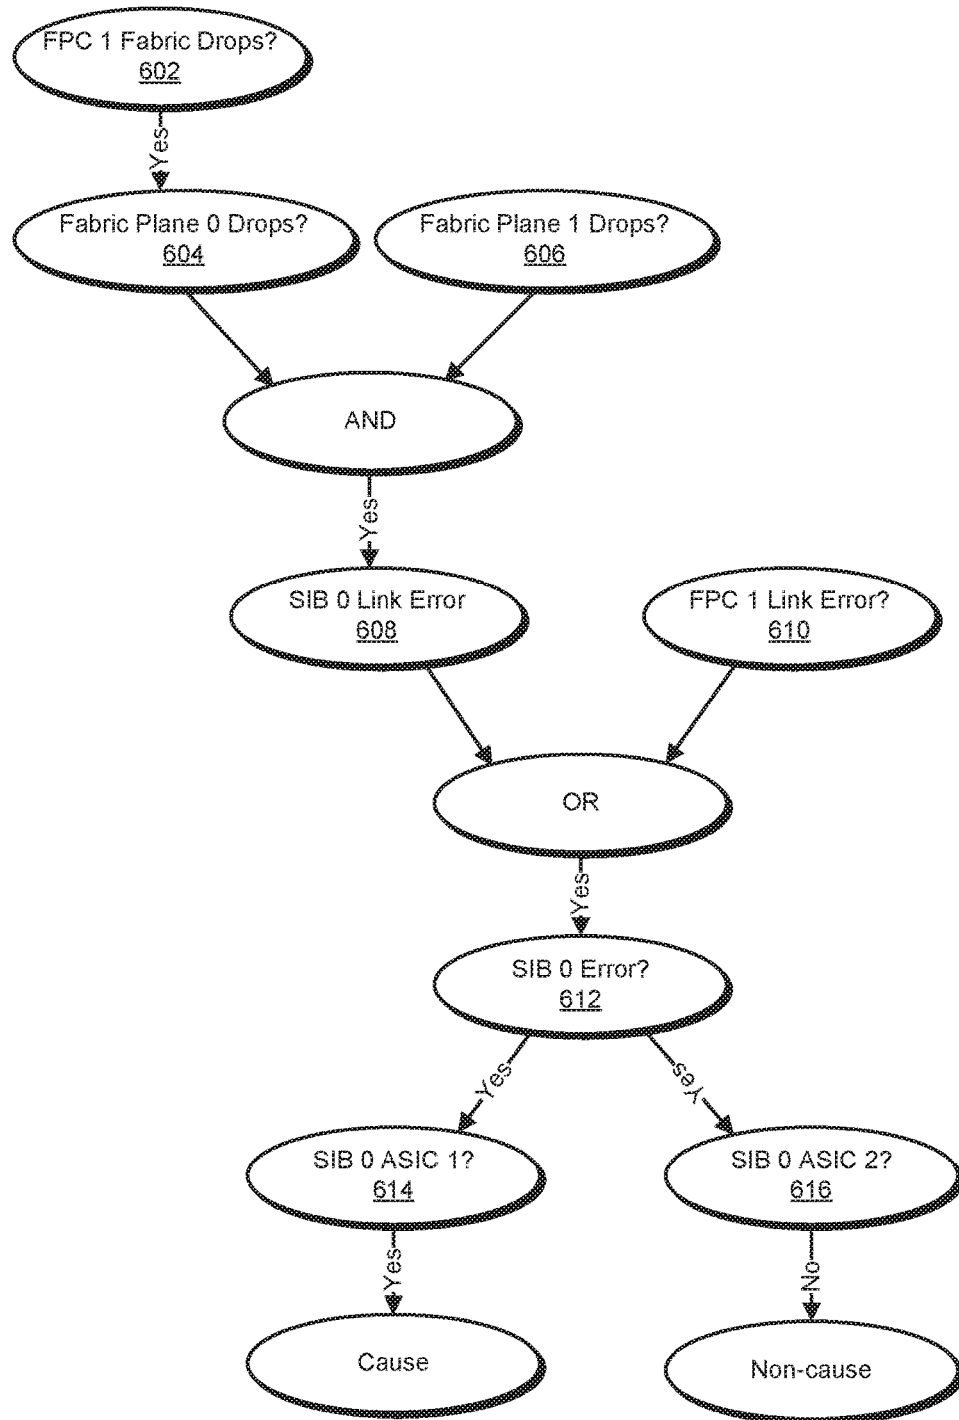 FPC 1 Fabric Drops?
602
Yes
Fabric Plane 0 Drops?
604
Fabric Plane 1 Drops?
606
AND
Yes
SIB 0 Link Error
608
FPC 1 Link Error?
610
OR
Yes
SIB 0 Error?
612
Yes
Yes
SIB 0 ASIC 1?
614
SIB 0 ASIC 2?
616
Yes
No
Cause
Non-cause